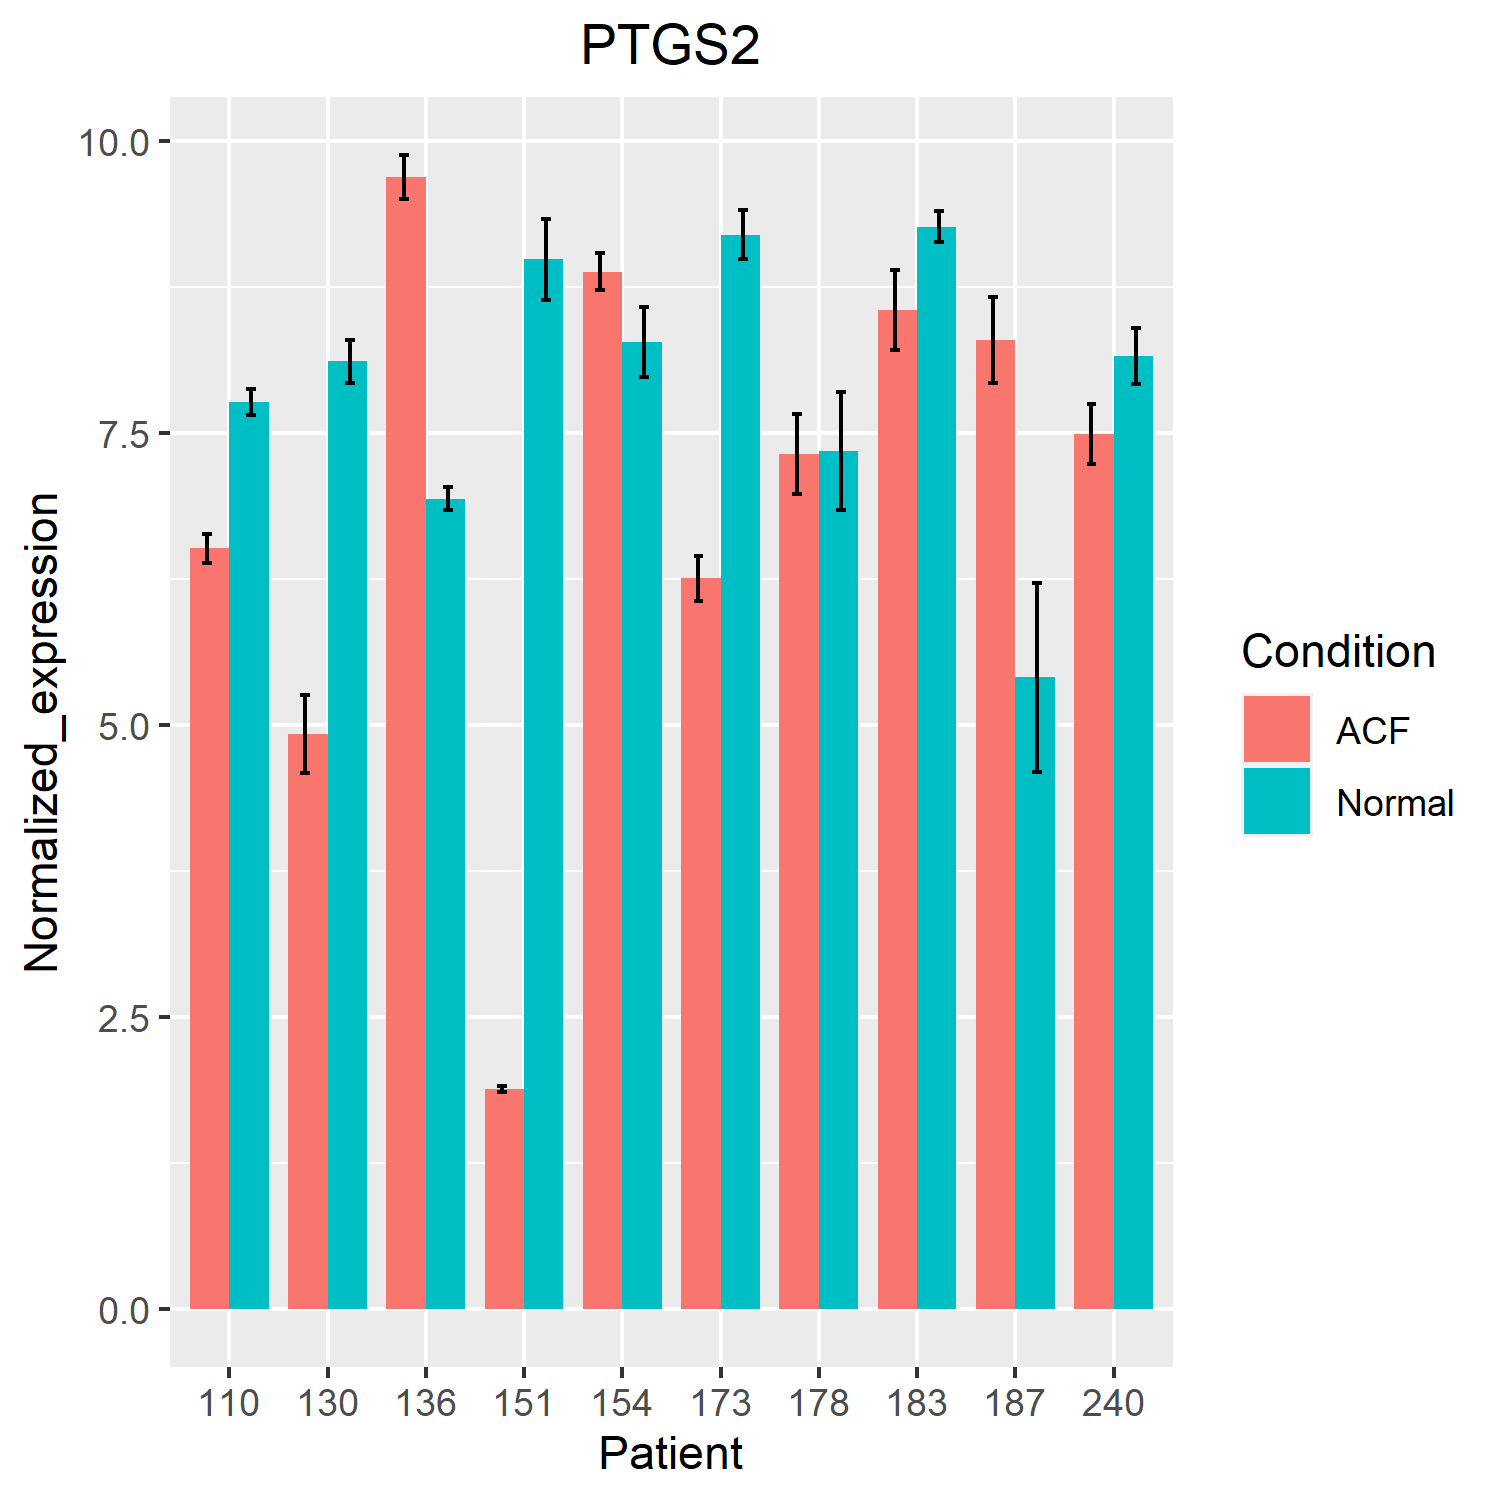 PTGS2
10.0
7.5
5.0
2.5
0.0
Normalized_expression
110 130 136 151 154 173 178 183 187 240
Patient
Condition
ACF
Normal